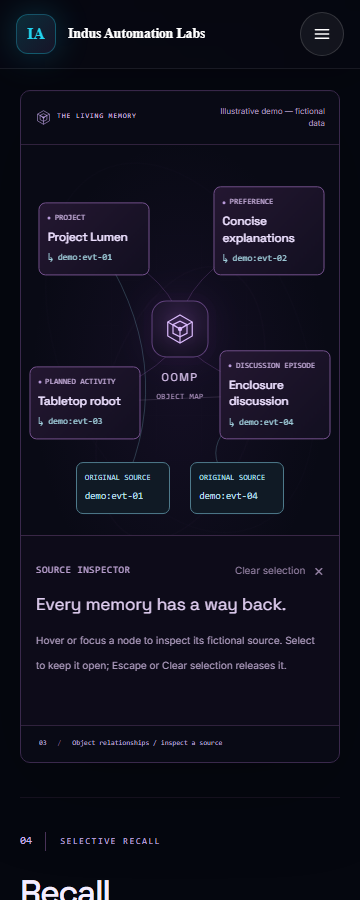 IA
Indus Automation Labs
THE LIVING MEMORY
Illustrative demo — fictional
data
PROJECT
Project Lumen
↳ demo:evt-01
PREFERENCE
Concise
explanations
↳ demo:evt-02
OOMP
OBJECT MAP
PLANNED ACTIVITY
Tabletop robot
↳ demo:evt-03
DISCUSSION EPISODE
Enclosure
discussion
↳ demo:evt-04
ORIGINAL SOURCE
demo:evt-01
ORIGINAL SOURCE
demo:evt-04
SOURCE INSPECTOR
Clear selection ×
Every memory has a way back.
Hover or focus a node to inspect its fictional source. Select
to keep it open; Escape or Clear selection releases it.
03 / Object relationships / inspect a source
04 SELECTIVE RECALL
Recall